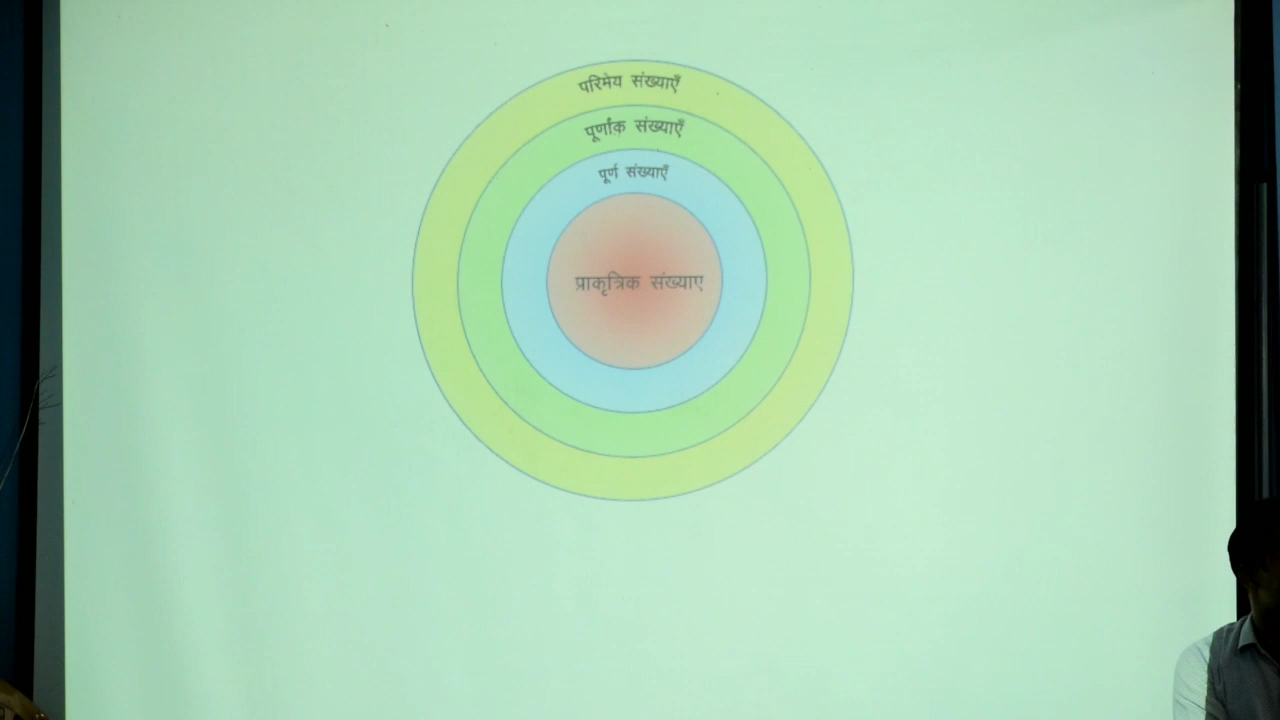 परिमेय संख्याएँ
पूर्णांक संख्याएँ
पूर्ण संख्याएँ
प्राकृत्रिक संख्याए